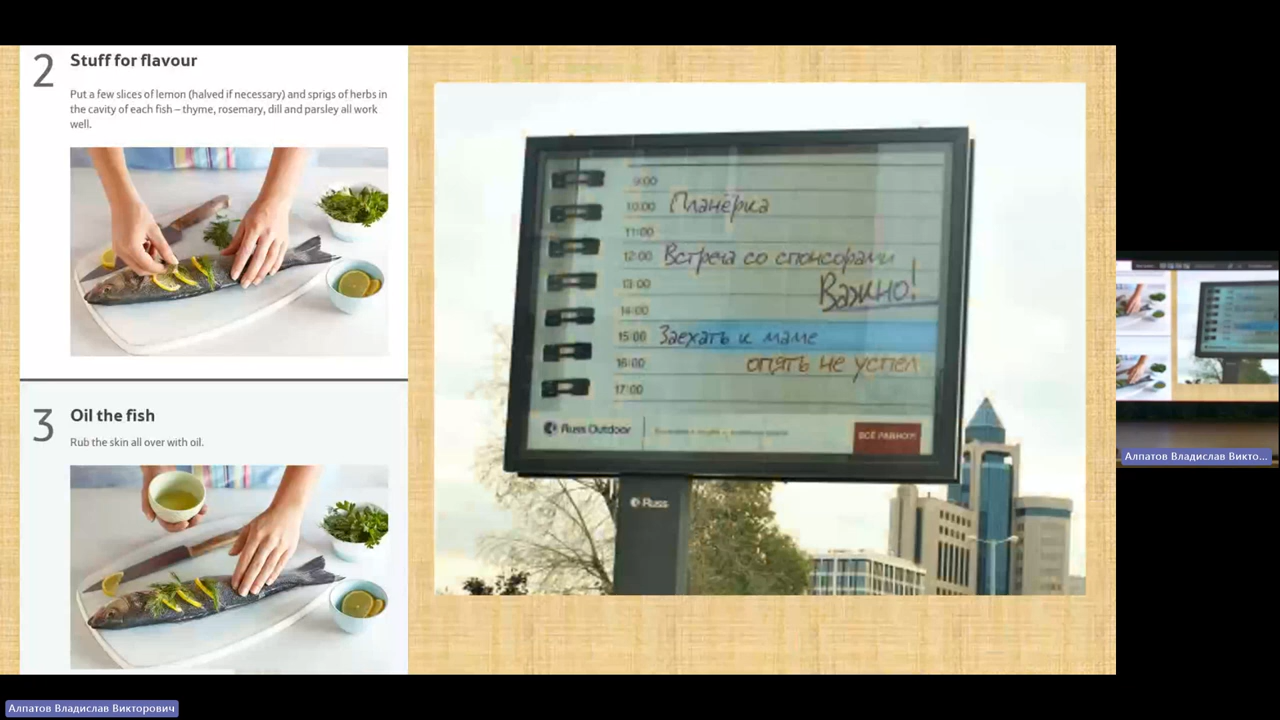 2
Stuff for flavour
Put a few slices of lemon (halved if necessary) and sprigs of herbs in
the cavity of each fish – thyme, rosemary, dill and parsley all work
well.
3
Oil the fish
Rub the skin all over with oil.
9:00
10:00 Планёрка
11:00
12:00 Встреча со спонсорами
13:00 Важно!
14:00
15:00 Заехать к маме
16:00 опять не успел
17:00
Russ Outdoor
ВСЁ РАВНО?!
Russ
Алпатов Владислав Викто...
Алпатов Владислав Викторович